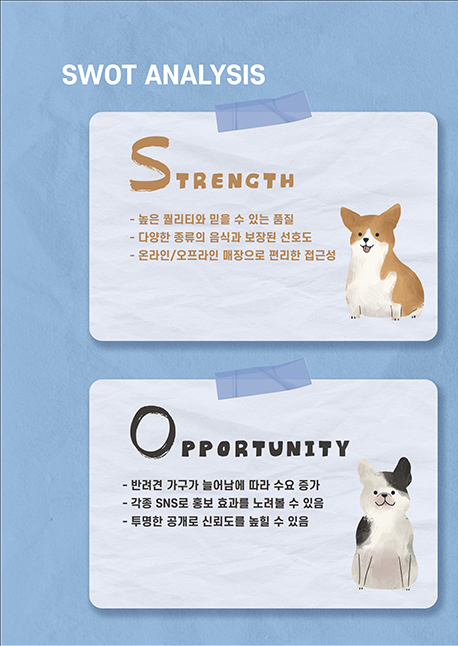 SWOT ANALYSIS
STRENGTH
- 높은 퀄리티와 믿을 수 있는 품질
- 다양한 종류의 음식과 보장된 선호도
- 온라인/오프라인 매장으로 편리한 접근성
OPPORTUNITY
- 반려견 가구가 늘어남에 따라 수요 증가
- 각종 SNS로 홍보 효과를 노려볼 수 있음
- 투명한 공개로 신뢰도를 높힐 수 있음